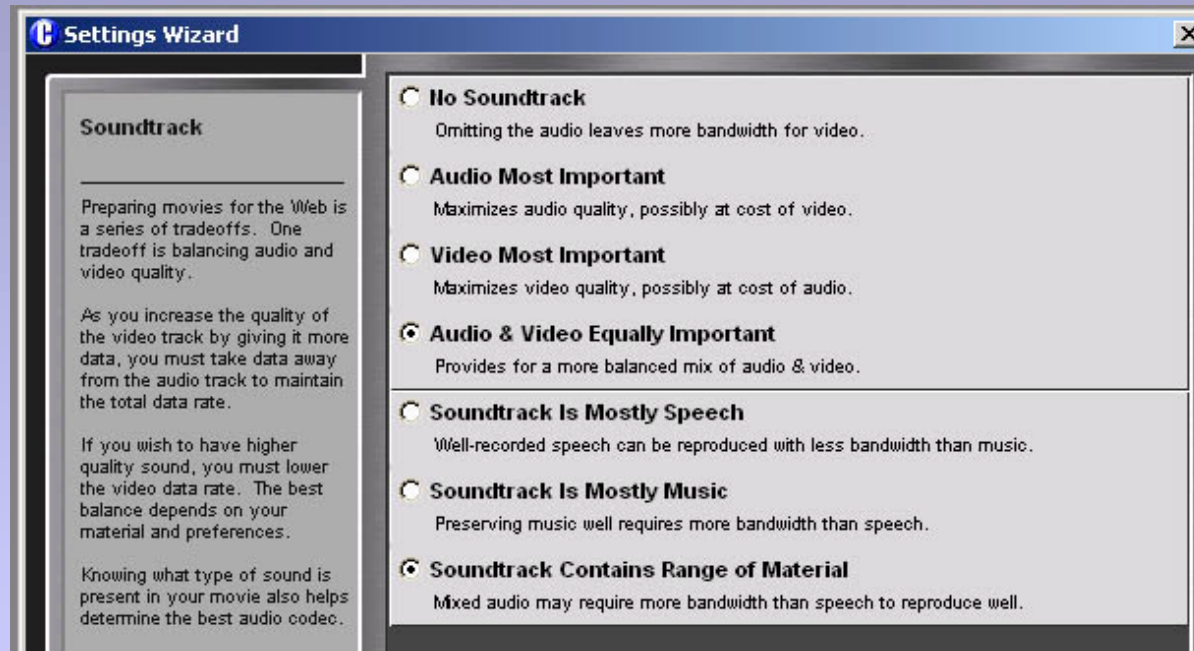 Settings Wizard
Soundtrack
Preparing movies for the Web is
a series of tradeoffs. One
tradeoff is balancing audio and
video quality.
As you increase the quality of
the video track by giving it more
data, you must take data away
from the audio track to maintain
the total data rate.
If you wish to have higher
quality sound, you must lower
the video data rate. The best
balance depends on your
material and preferences.
Knowing what type of sound is
present in your movie also helps
determine the best audio codec.
No Soundtrack
Omitting the audio leaves more bandwidth for video.
Audio Most Important
Maximizes audio quality, possibly at cost of video.
Video Most Important
Maximizes video quality, possibly at cost of audio.
Audio & Video Equally Important
Provides for a more balanced mix of audio & video.
Soundtrack Is Mostly Speech
Well-recorded speech can be reproduced with less bandwidth than music.
Soundtrack Is Mostly Music
Preserving music well requires more bandwidth than speech.
Soundtrack Contains Range of Material
Mixed audio may require more bandwidth than speech to reproduce well.